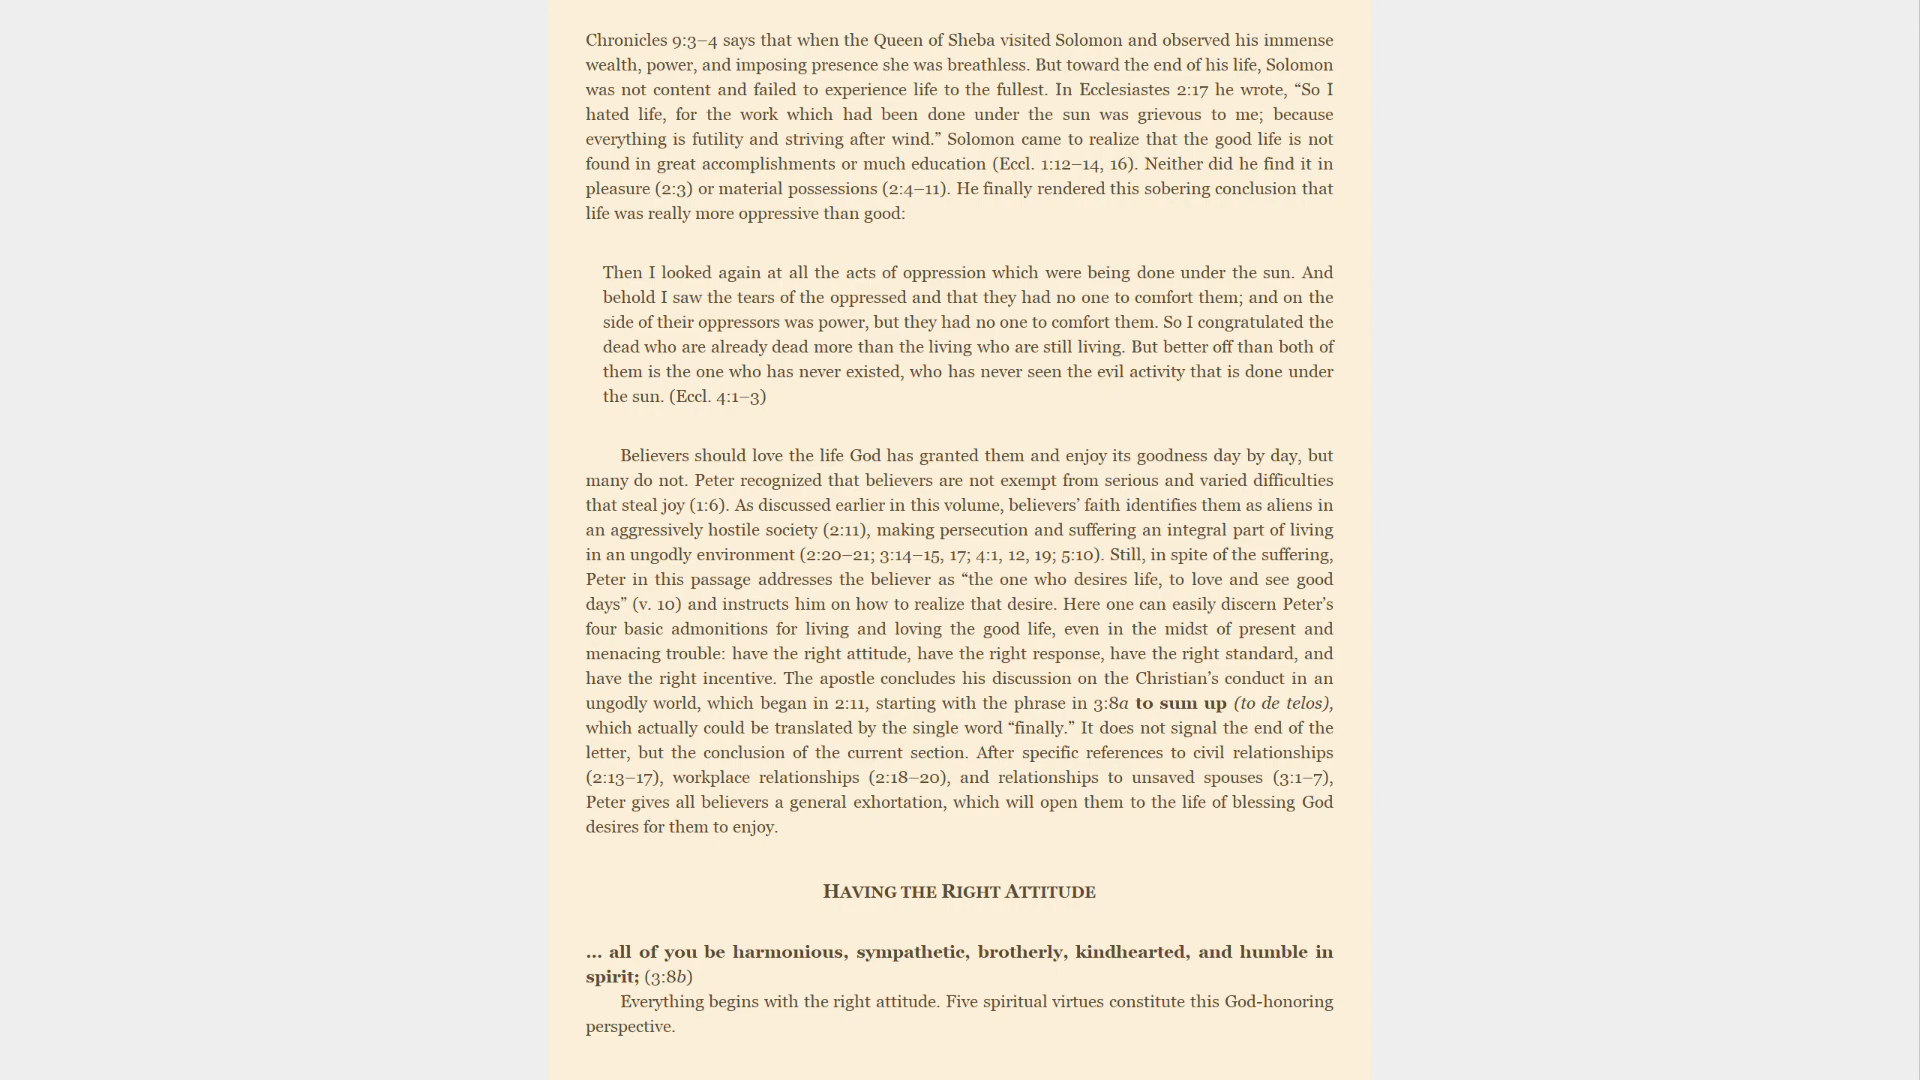 Chronicles 9:3–4 says that when the Queen of Sheba visited Solomon and observed his immense
wealth, power, and imposing presence she was breathless. But toward the end of his life, Solomon
was not content and failed to experience life to the fullest. In Ecclesiastes 2:17 he wrote, “So I
hated life, for the work which had been done under the sun was grievous to me; because
everything is futility and striving after wind.” Solomon came to realize that the good life is not
found in great accomplishments or much education (Eccl. 1:12–14, 16). Neither did he find it in
pleasure (2:3) or material possessions (2:4–11). He finally rendered this sobering conclusion that
life was really more oppressive than good:
Then I looked again at all the acts of oppression which were being done under the sun. And
behold I saw the tears of the oppressed and that they had no one to comfort them; and on the
side of their oppressors was power, but they had no one to comfort them. So I congratulated the
dead who are already dead more than the living who are still living. But better off than both of
them is the one who has never existed, who has never seen the evil activity that is done under
the sun. (Eccl. 4:1–3)
Believers should love the life God has granted them and enjoy its goodness day by day, but
many do not. Peter recognized that believers are not exempt from serious and varied difficulties
that steal joy (1:6). As discussed earlier in this volume, believers’ faith identifies them as aliens in
an aggressively hostile society (2:11), making persecution and suffering an integral part of living
in an ungodly environment (2:20–21; 3:14–15, 17; 4:1, 12, 19; 5:10). Still, in spite of the suffering,
Peter in this passage addresses the believer as “the one who desires life, to love and see good
days” (v. 10) and instructs him on how to realize that desire. Here one can easily discern Peter’s
four basic admonitions for living and loving the good life, even in the midst of present and
menacing trouble: have the right attitude, have the right response, have the right standard, and
have the right incentive. The apostle concludes his discussion on the Christian’s conduct in an
ungodly world, which began in 2:11, starting with the phrase in 3:8a to sum up (to de telos),
which actually could be translated by the single word “finally.” It does not signal the end of the
letter, but the conclusion of the current section. After specific references to civil relationships
(2:13–17), workplace relationships (2:18–20), and relationships to unsaved spouses (3:1–7),
Peter gives all believers a general exhortation, which will open them to the life of blessing God
desires for them to enjoy.
HAVING THE RIGHT ATTITUDE
... all of you be harmonious, sympathetic, brotherly, kindhearted, and humble in
spirit; (3:8b)
Everything begins with the right attitude. Five spiritual virtues constitute this God-honoring
perspective.